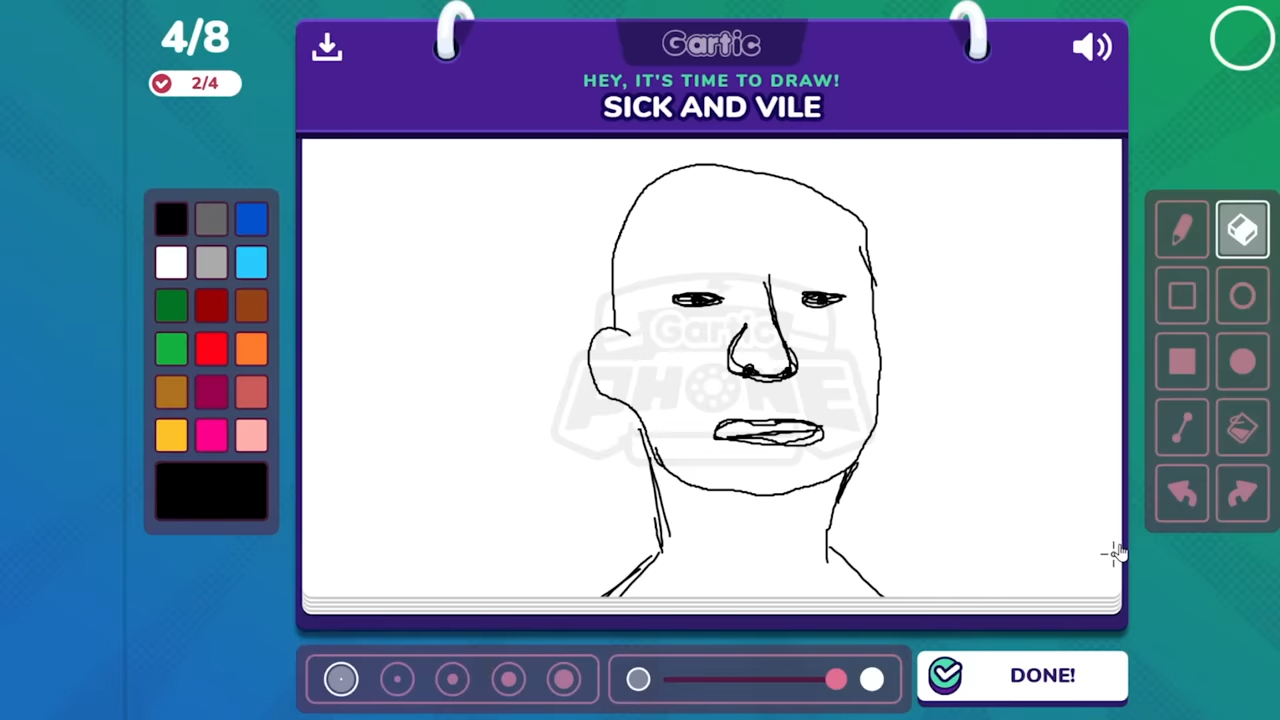 4/8
2/4
Gartic
HEY, IT'S TIME TO DRAW!
SICK AND VILE
Gartic
PHONE
DONE!